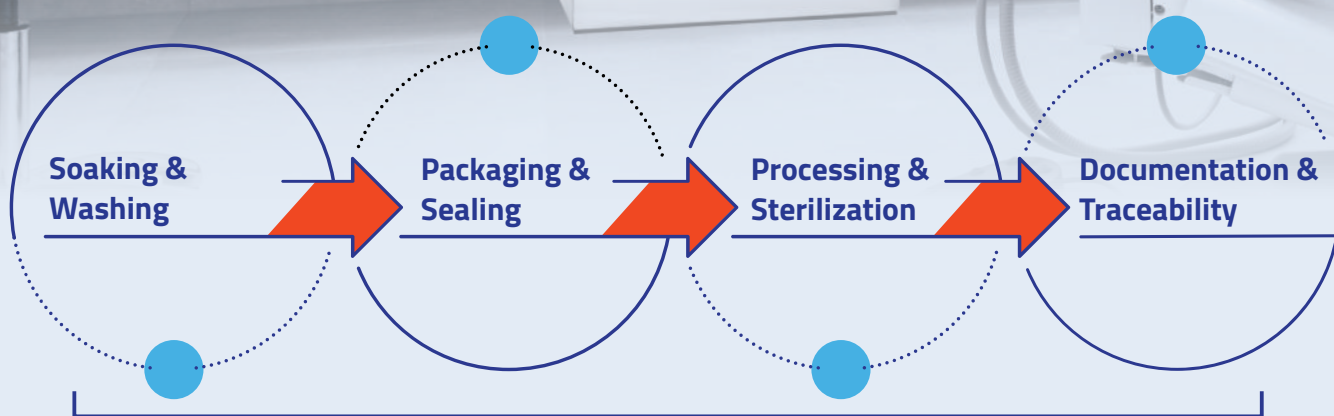 Soaking &
Washing
Packaging &
Sealing
Processing &
Sterilization
Documentation &
Traceability